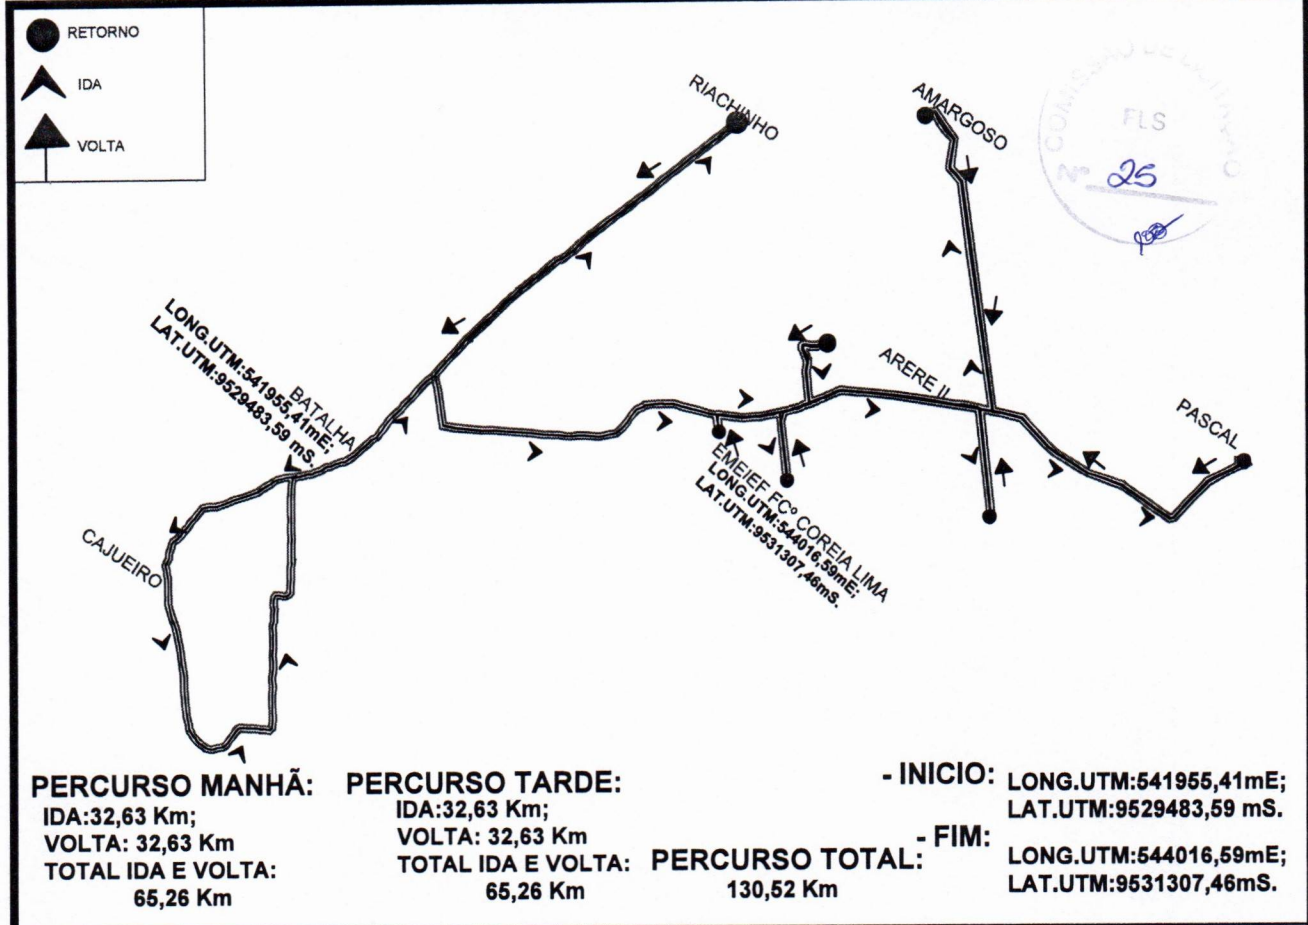 RETORNO
IDA
VOLTA
RIACHINHO
AMARGOSO
COMISSÃO DE
FLS
Nº 25
LONG.UTM:541955,41mE;
LAT.UTM:9529483,59 mS.
BATALHA
ARERE II
PASCAL
CAJUEIRO
EMEIEF FCº COREIA LIMA
LONG.UTM:544016,59mE;
LAT.UTM:9531307,46mS.
PERCURSO MANHÃ:
IDA:32,63 Km;
VOLTA: 32,63 Km
TOTAL IDA E VOLTA:
65,26 Km
PERCURSO TARDE:
IDA:32,63 Km;
VOLTA: 32,63 Km
TOTAL IDA E VOLTA:
65,26 Km
PERCURSO TOTAL:
130,52 Km
- INICIO:
LONG.UTM:541955,41mE;
LAT.UTM:9529483,59 mS.
- FIM:
LONG.UTM:544016,59mE;
LAT.UTM:9531307,46mS.